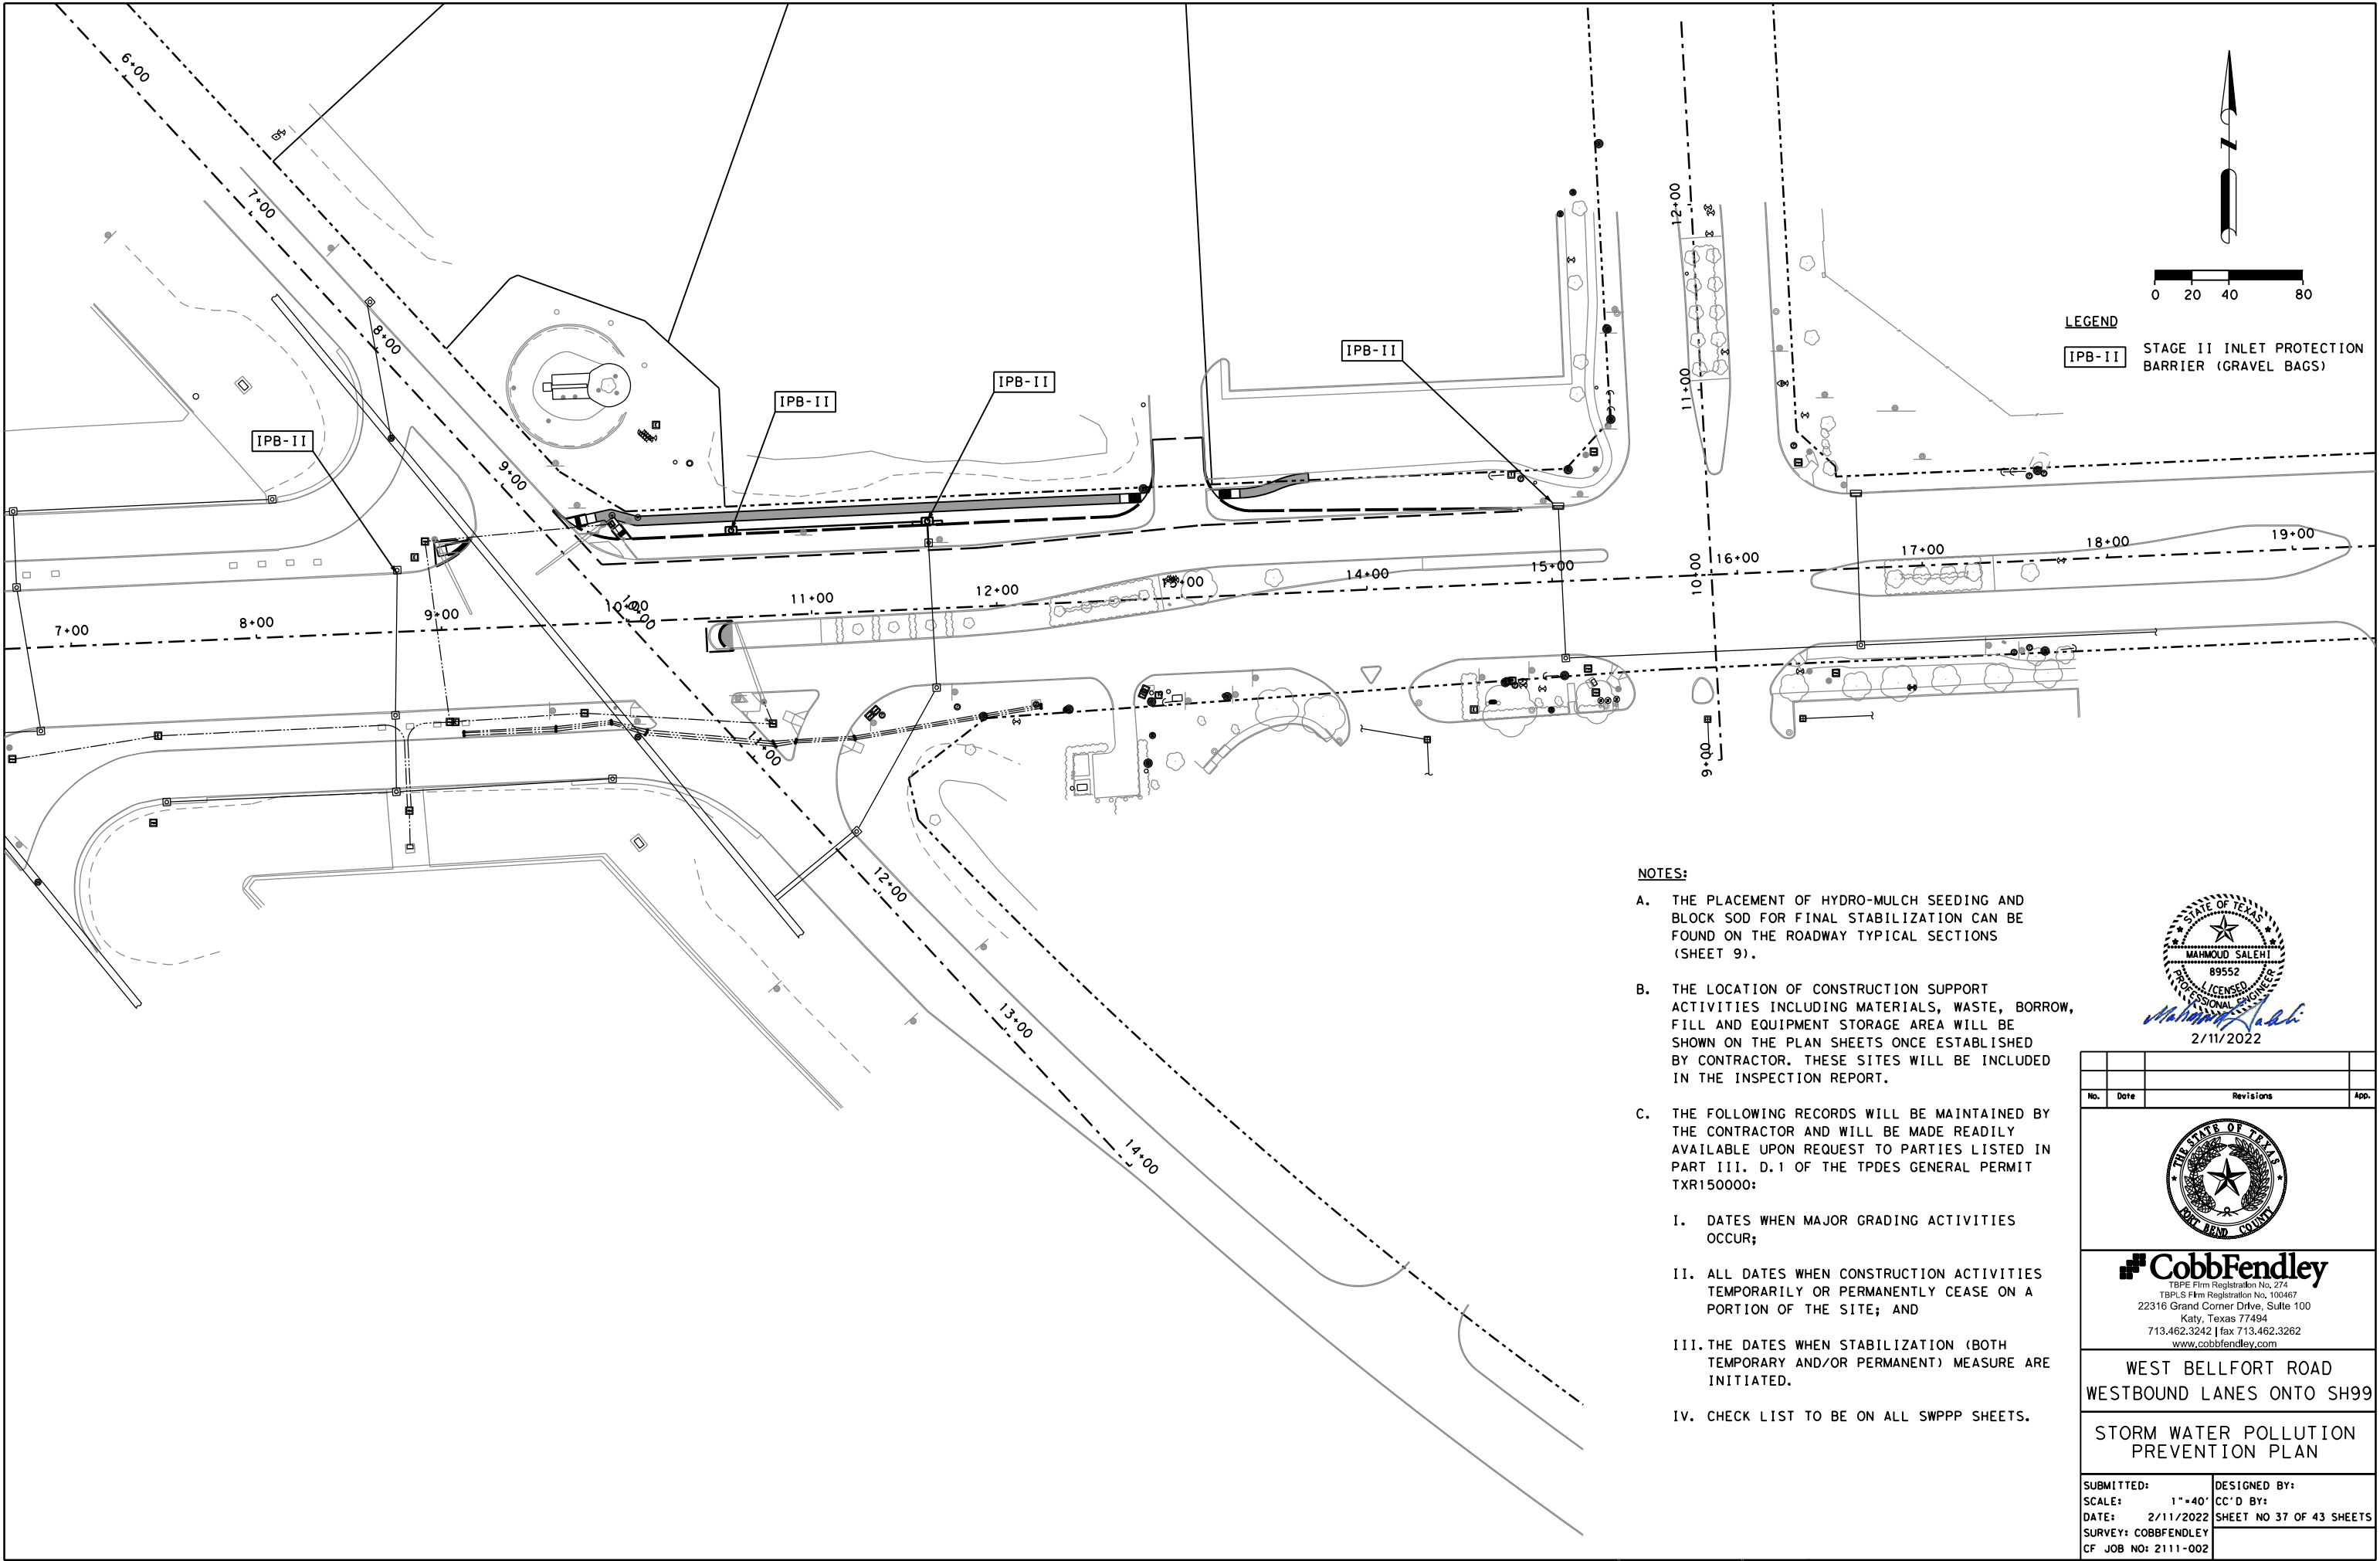 6+00
7+00
8+00
9+00
10+00
11+00
12+00
13+00
14+00
7+00
8+00
9+00
10+00
11+00
12+00
13+00
14+00
15+00
16+00
17+00
18+00
19+00
12+00
11+00
10+00
9+00
IPB-II
IPB-II
IPB-II
IPB-II
N
0 20 40 80
LEGEND
IPB-II
STAGE II INLET PROTECTION
BARRIER (GRAVEL BAGS)
NOTES:
A. THE PLACEMENT OF HYDRO-MULCH SEEDING AND
BLOCK SOD FOR FINAL STABILIZATION CAN BE
FOUND ON THE ROADWAY TYPICAL SECTIONS
(SHEET 9).
B. THE LOCATION OF CONSTRUCTION SUPPORT
ACTIVITIES INCLUDING MATERIALS, WASTE, BORROW,
FILL AND EQUIPMENT STORAGE AREA WILL BE
SHOWN ON THE PLAN SHEETS ONCE ESTABLISHED
BY CONTRACTOR. THESE SITES WILL BE INCLUDED
IN THE INSPECTION REPORT.
C. THE FOLLOWING RECORDS WILL BE MAINTAINED BY
THE CONTRACTOR AND WILL BE MADE READILY
AVAILABLE UPON REQUEST TO PARTIES LISTED IN
PART III. D.1 OF THE TPDES GENERAL PERMIT
TXR150000:
I. DATES WHEN MAJOR GRADING ACTIVITIES
OCCUR;
II. ALL DATES WHEN CONSTRUCTION ACTIVITIES
TEMPORARILY OR PERMANENTLY CEASE ON A
PORTION OF THE SITE; AND
III. THE DATES WHEN STABILIZATION (BOTH
TEMPORARY AND/OR PERMANENT) MEASURE ARE
INITIATED.
IV. CHECK LIST TO BE ON ALL SWPPP SHEETS.
STATE OF TEXAS
MAHMOUD SALEHI
89552
LICENSED
PROFESSIONAL ENGINEER
Mahmoud Salehi
2/11/2022
No. Date Revisions App.
THE STATE OF TEXAS
FORT BEND COUNTY
CobbFendley
TBPE Firm Registration No. 274
TBPLS Firm Registration No. 100467
22316 Grand Corner Drive, Suite 100
Katy, Texas 77494
713.462.3242 | fax 713.462.3262
www.cobbfendley.com
WEST BELLFORT ROAD
WESTBOUND LANES ONTO SH99
STORM WATER POLLUTION
PREVENTION PLAN
SUBMITTED: DESIGNED BY:
SCALE: 1"=40' CC'D BY:
DATE: 2/11/2022 SHEET NO 37 OF 43 SHEETS
SURVEY: COBBFENDLEY
CF JOB NO: 2111-002